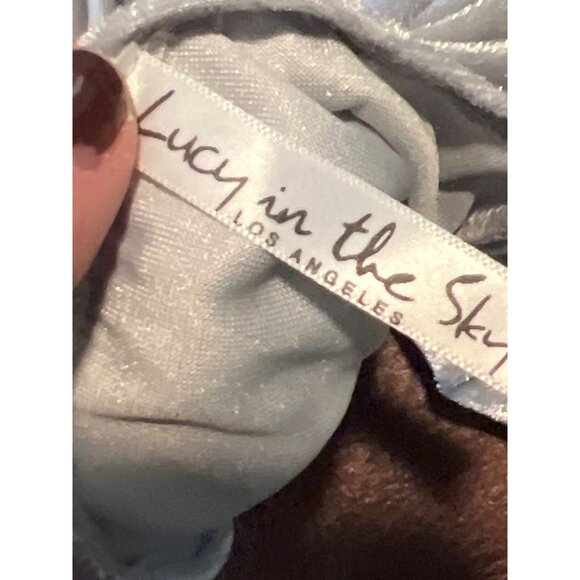 Lucy in the Sky
LOS ANGELES